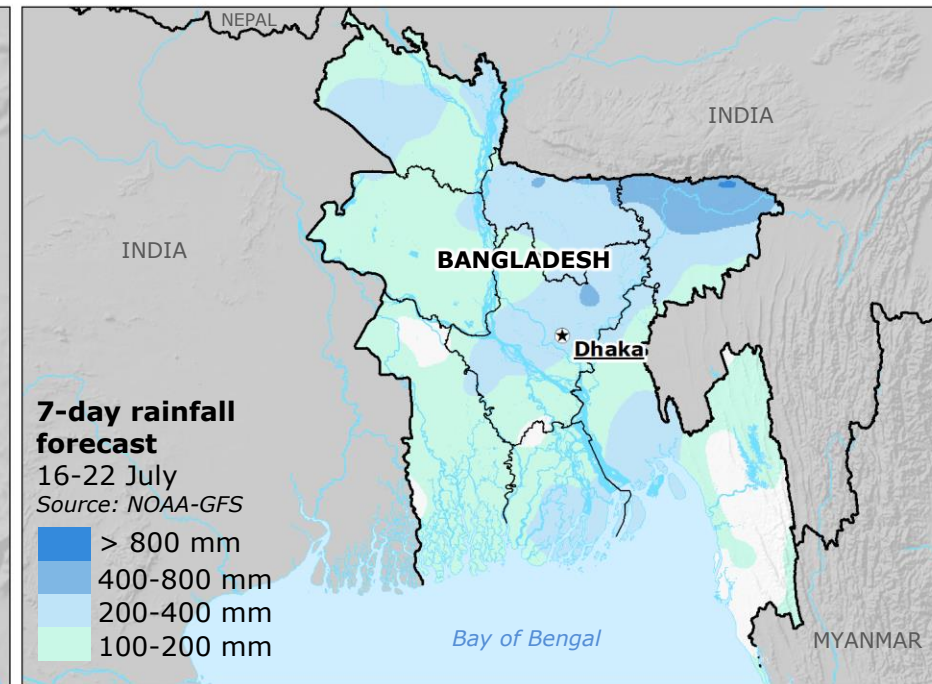 NEPAL
INDIA
INDIA
BANGLADESH
Dhaka
7-day rainfall
forecast
16-22 July
Source: NOAA-GFS
> 800 mm
400-800 mm
200-400 mm
100-200 mm
Bay of Bengal
MYANMAR